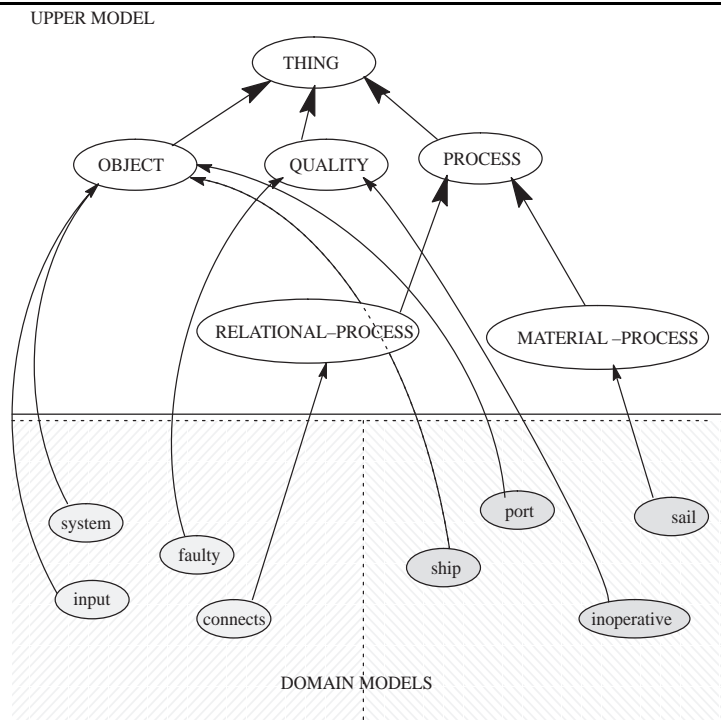 UPPER MODEL
THING
OBJECT
QUALITY
PROCESS
RELATIONAL–PROCESS
MATERIAL –PROCESS
system
port
sail
faulty
ship
input
connects
inoperative
DOMAIN MODELS